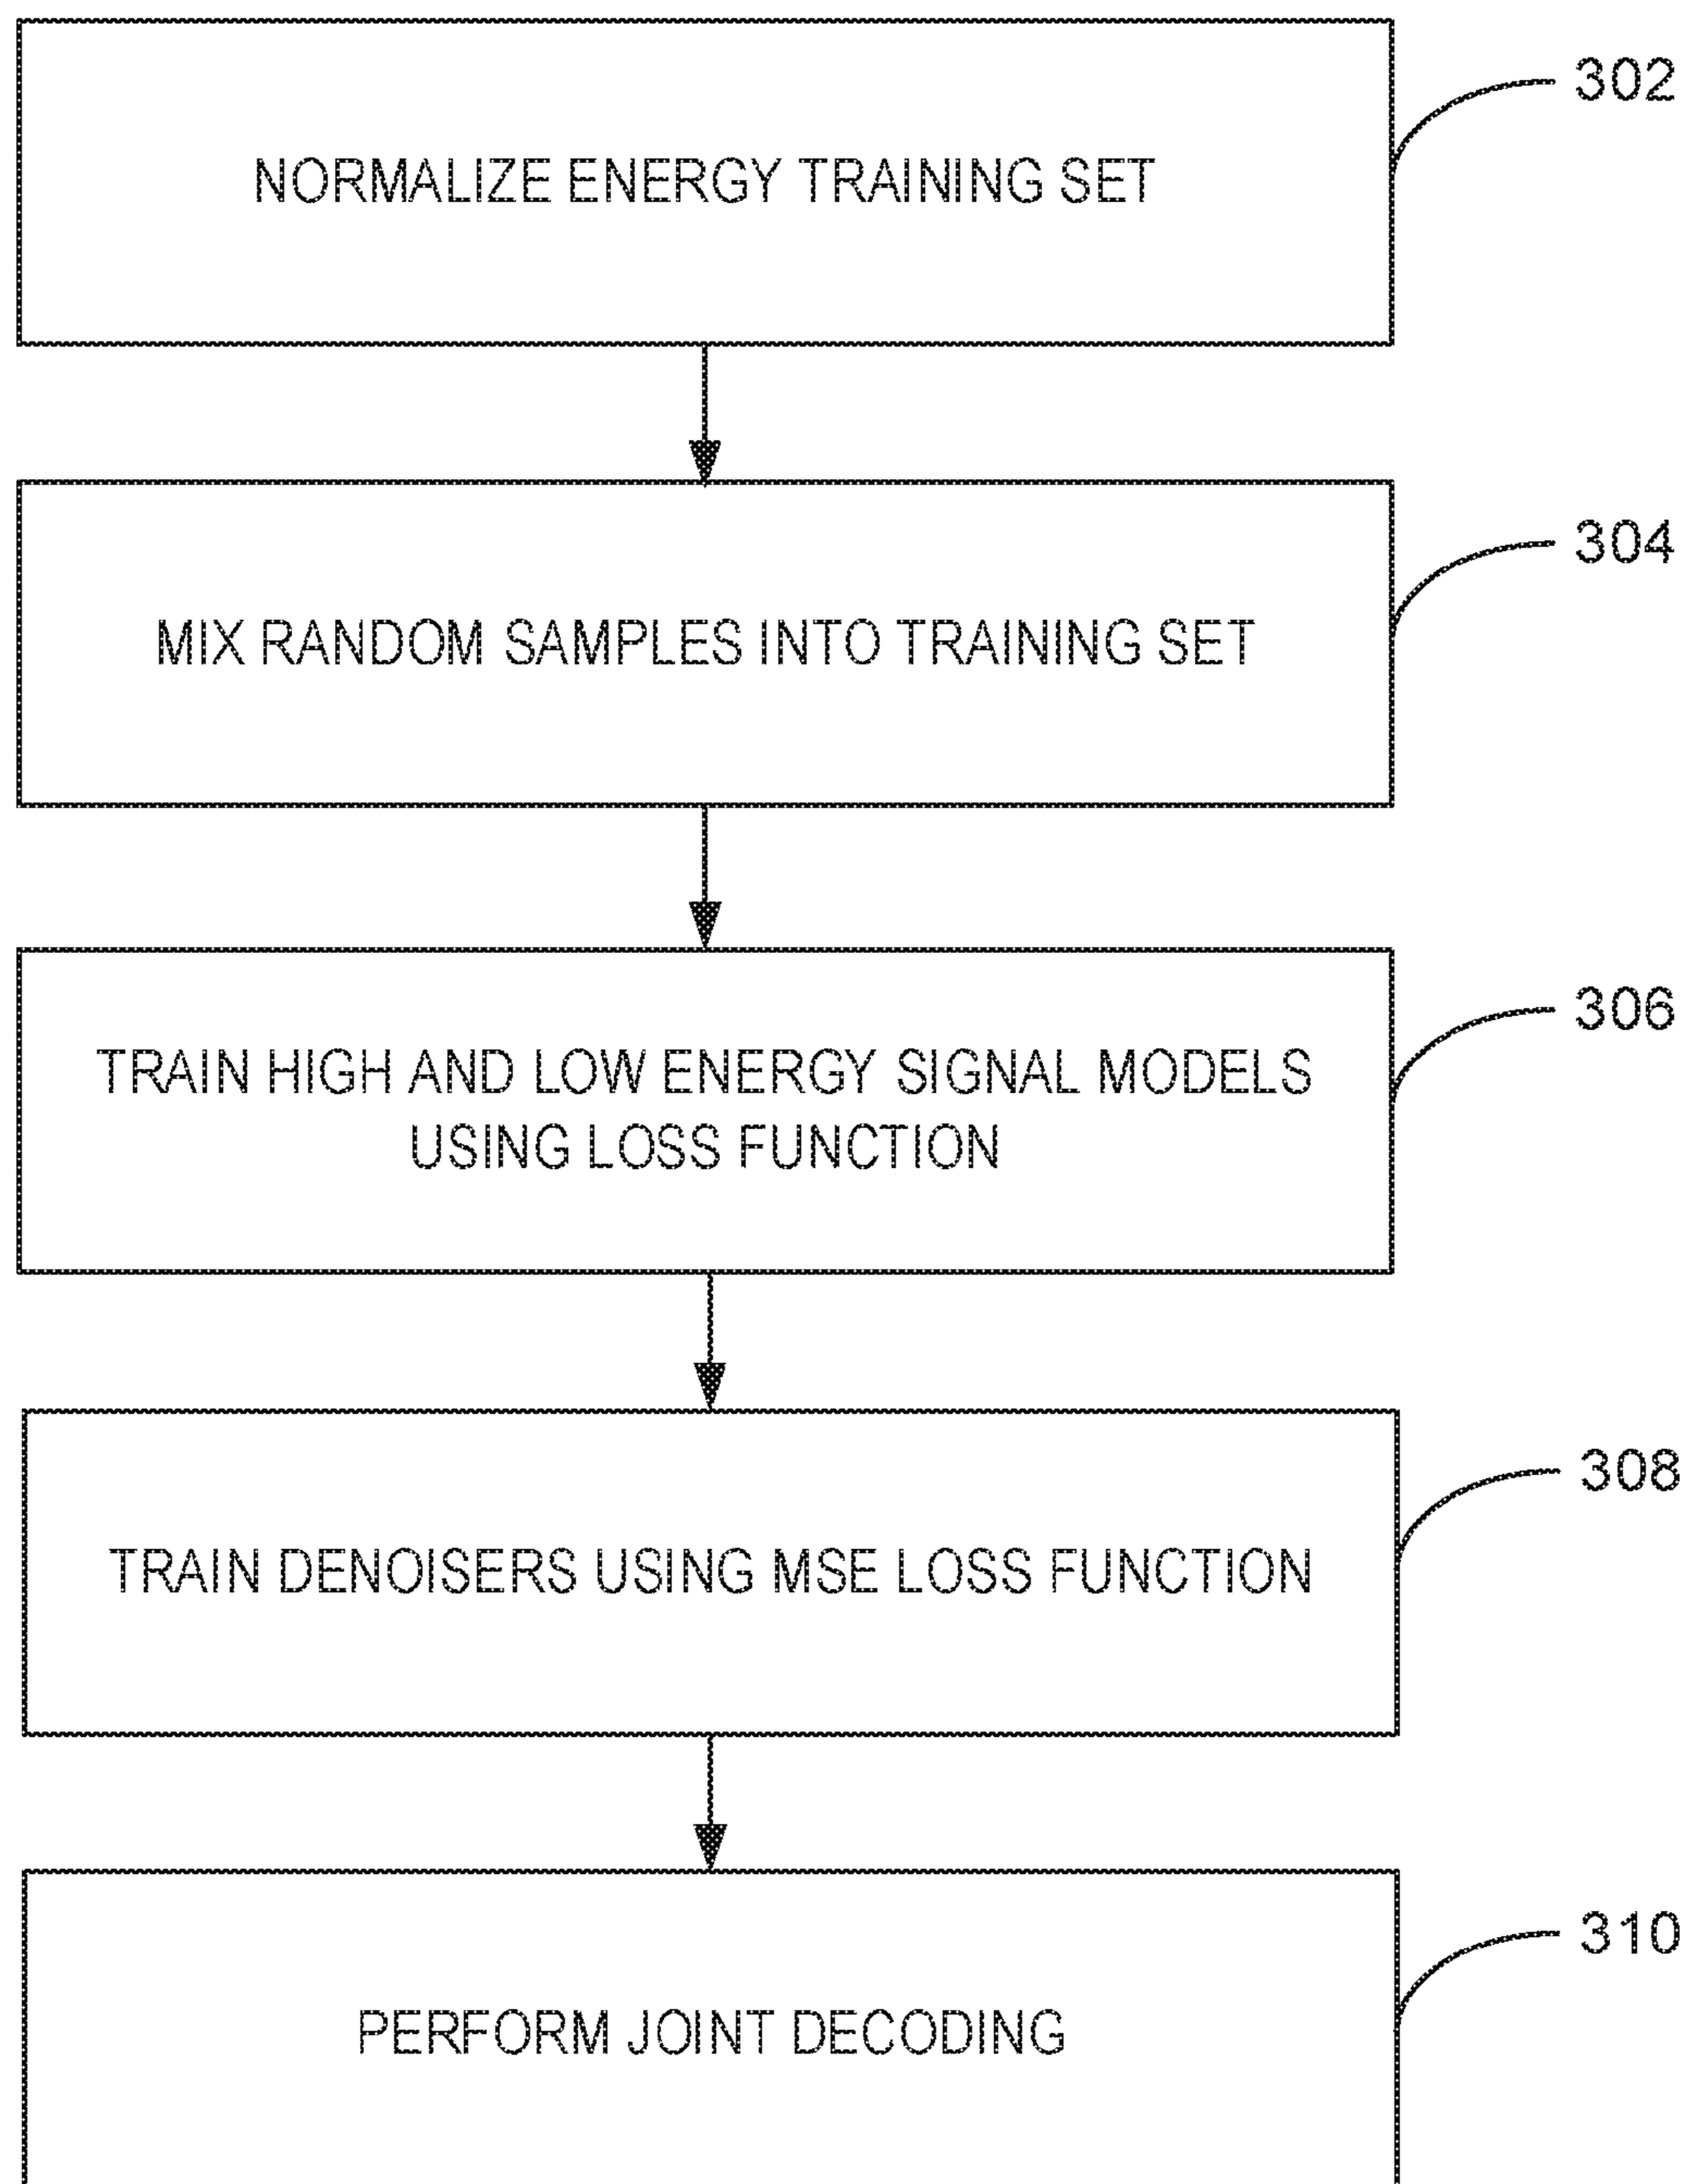 302
NORMALIZE ENERGY TRAINING SET
304
MIX RANDOM SAMPLES INTO TRAINING SET
306
TRAIN HIGH AND LOW ENERGY SIGNAL MODELS
USING LOSS FUNCTION
308
TRAIN DENOISERS USING MSE LOSS FUNCTION
310
PERFORM JOINT DECODING